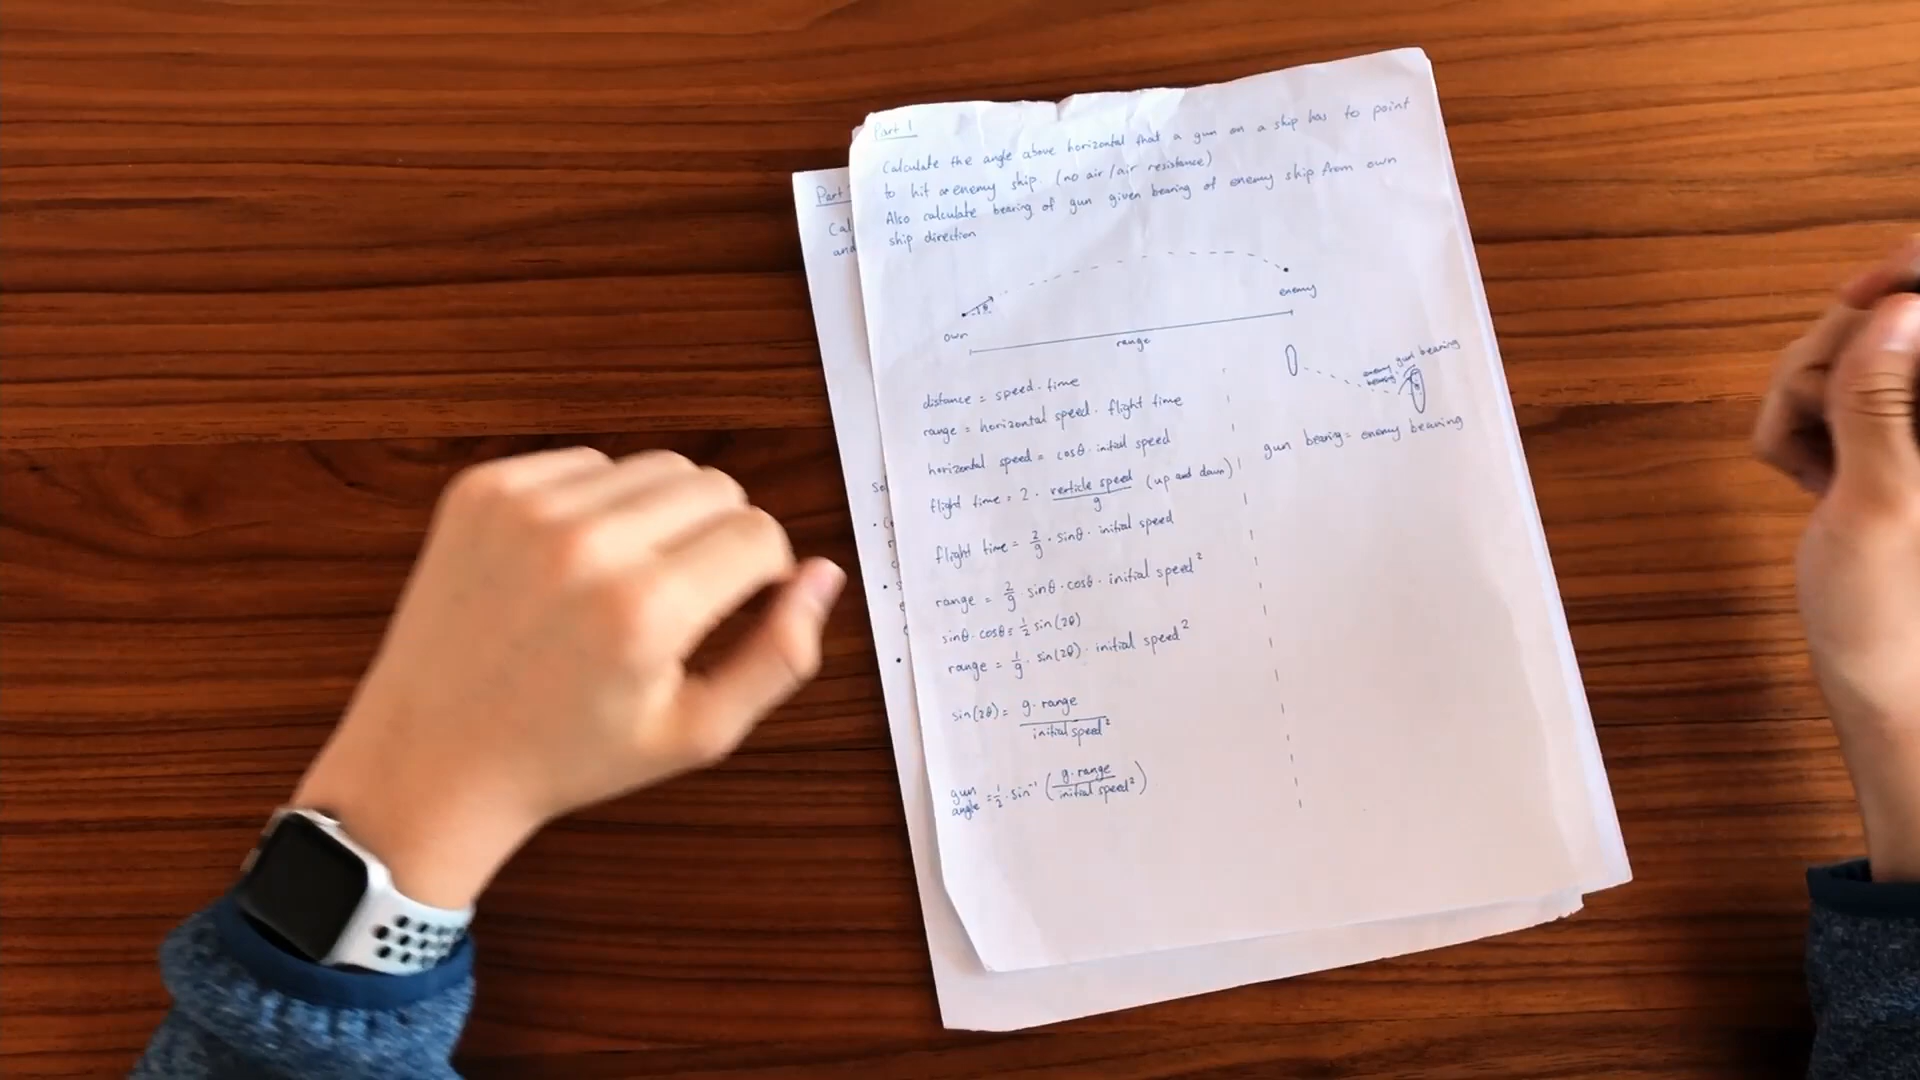 Part 1
Calculate the angle above horizontal that a gun on a ship has to point
to hit enemy ship. (no air/air resistance)
Also calculate bearing of gun given bearing of enemy ship from own
ship direction
θ
own
enemy
range
distance = speed · time
range = horizontal speed · flight time
horizontal speed = cosθ · initial speed
flight time = 2 · verticle speed / g (up and down)
flight time = 2/g · sinθ · initial speed
range = 2/g · sinθ · cosθ · initial speed²
sinθ · cosθ = 1/2 sin(2θ)
range = 1/g · sin(2θ) · initial speed²
sin(2θ) = g · range / initial speed²
gun angle = 1/2 · sin⁻¹ (g · range / initial speed²)
enemy bearing
gun bearing
gun bearing = enemy bearing
Part
Cal
and